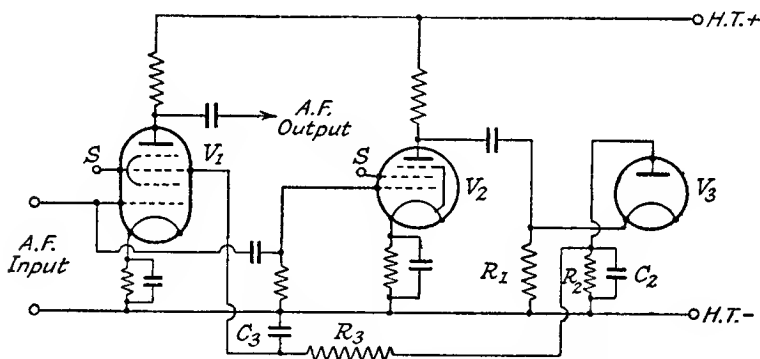 H.T.+
A.F.
Output
S
V1
S
V2
V3
A.F.
Input
R1
R2
C2
C3
R3
H.T.-